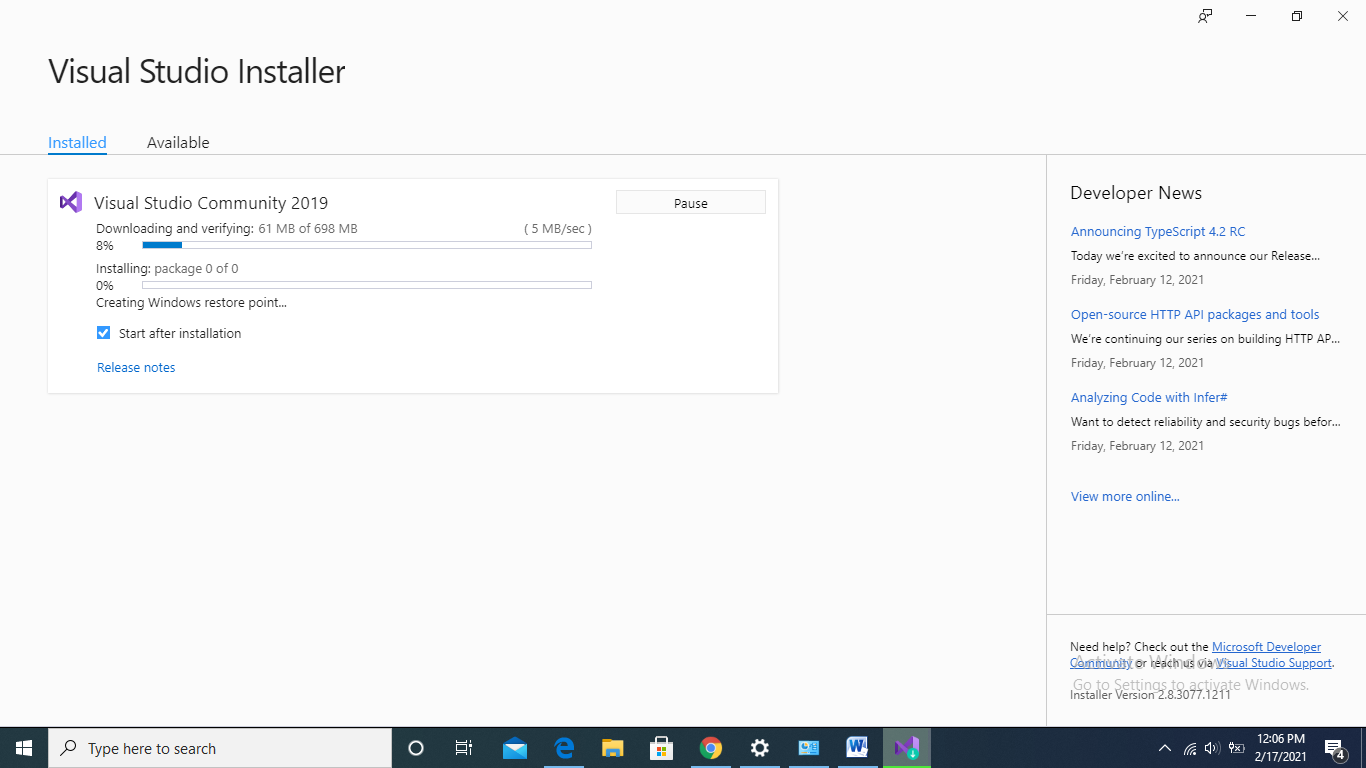 Visual Studio Installer
Installed
Available
Visual Studio Community 2019
Pause
Downloading and verifying: 61 MB of 698 MB
( 5 MB/sec )
8%
Installing: package 0 of 0
0%
Creating Windows restore point...
Start after installation
Release notes
Developer News
Announcing TypeScript 4.2 RC
Today we're excited to announce our Release...
Friday, February 12, 2021
Open-source HTTP API packages and tools
We're continuing our series on building HTTP AP...
Friday, February 12, 2021
Analyzing Code with Infer#
Want to detect reliability and security bugs befor...
Friday, February 12, 2021
View more online...
Need help? Check out the Microsoft Developer
Community or reach us via Visual Studio Support.
Activate Windows
Go to Settings to activate Windows.
Installer Version 2.8.3077.1211
Type here to search
12:06 PM
2/17/2021
4